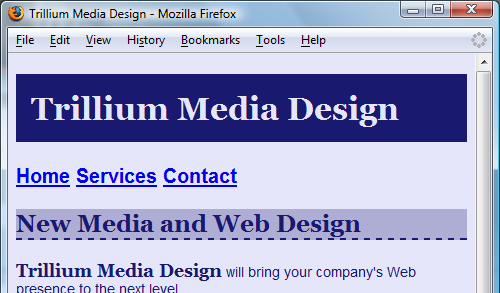 Trillium Media Design - Mozilla Firefox
File Edit View History Bookmarks Tools Help
Trillium Media Design
Home Services Contact
New Media and Web Design
Trillium Media Design will bring your company's Web
presence to the next level